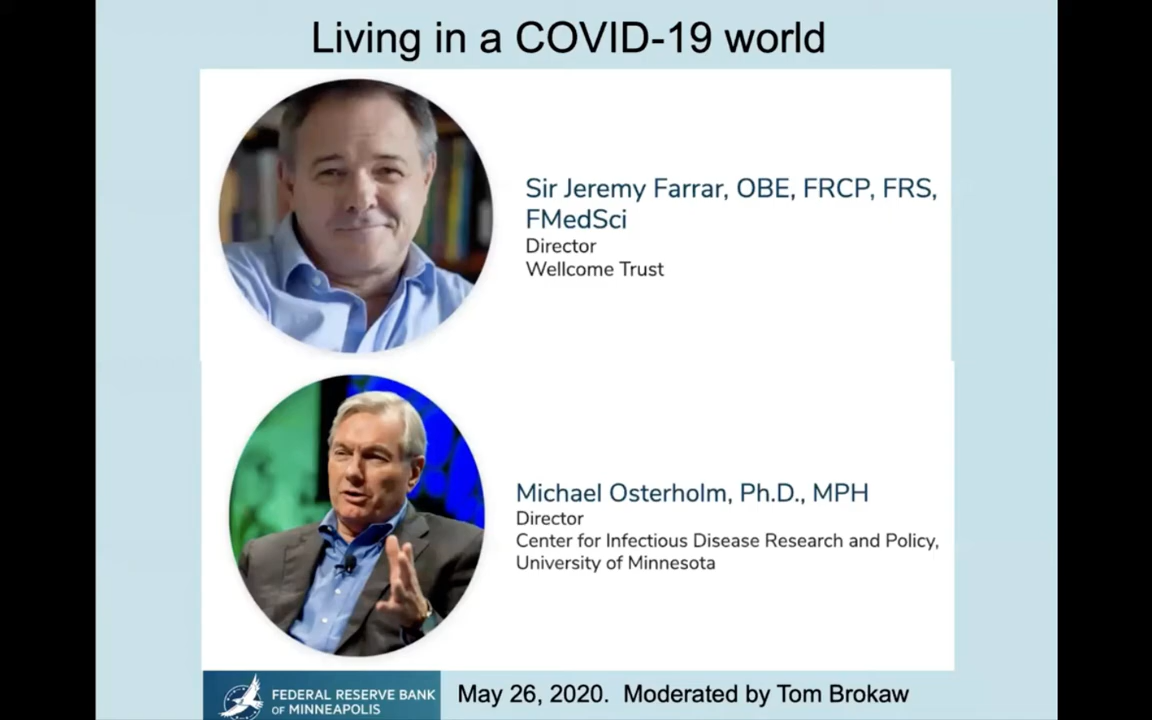 Living in a COVID-19 world
Sir Jeremy Farrar, OBE, FRCP, FRS,
FMedSci
Director
Wellcome Trust
Michael Osterholm, Ph.D., MPH
Director
Center for Infectious Disease Research and Policy,
University of Minnesota
FEDERAL RESERVE BANK
OF MINNEAPOLIS
May 26, 2020.  Moderated by Tom Brokaw